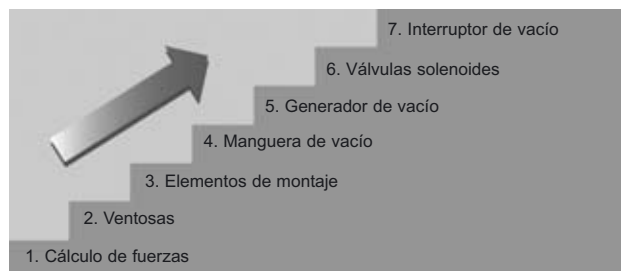 7. Interruptor de vacío
6. Válvulas solenoides
5. Generador de vacío
4. Manguera de vacío
3. Elementos de montaje
2. Ventosas
1. Cálculo de fuerzas